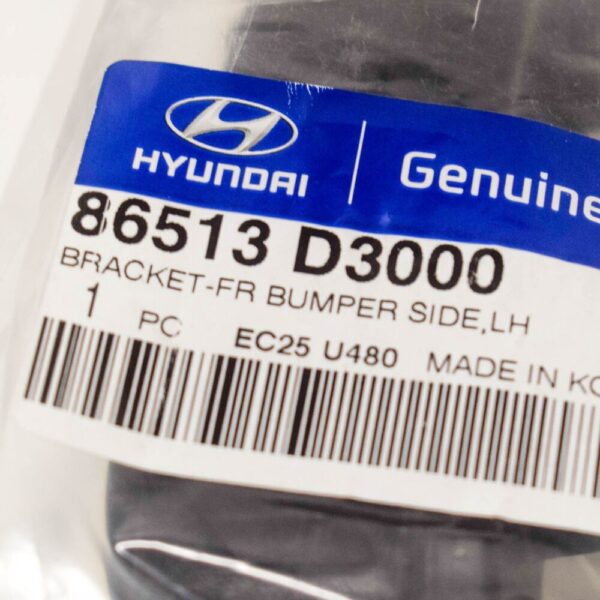 HYUNDAI
Genuine
86513 D3000
BRACKET-FR BUMPER SIDE,LH
1 PC EC25 U480 MADE IN KO